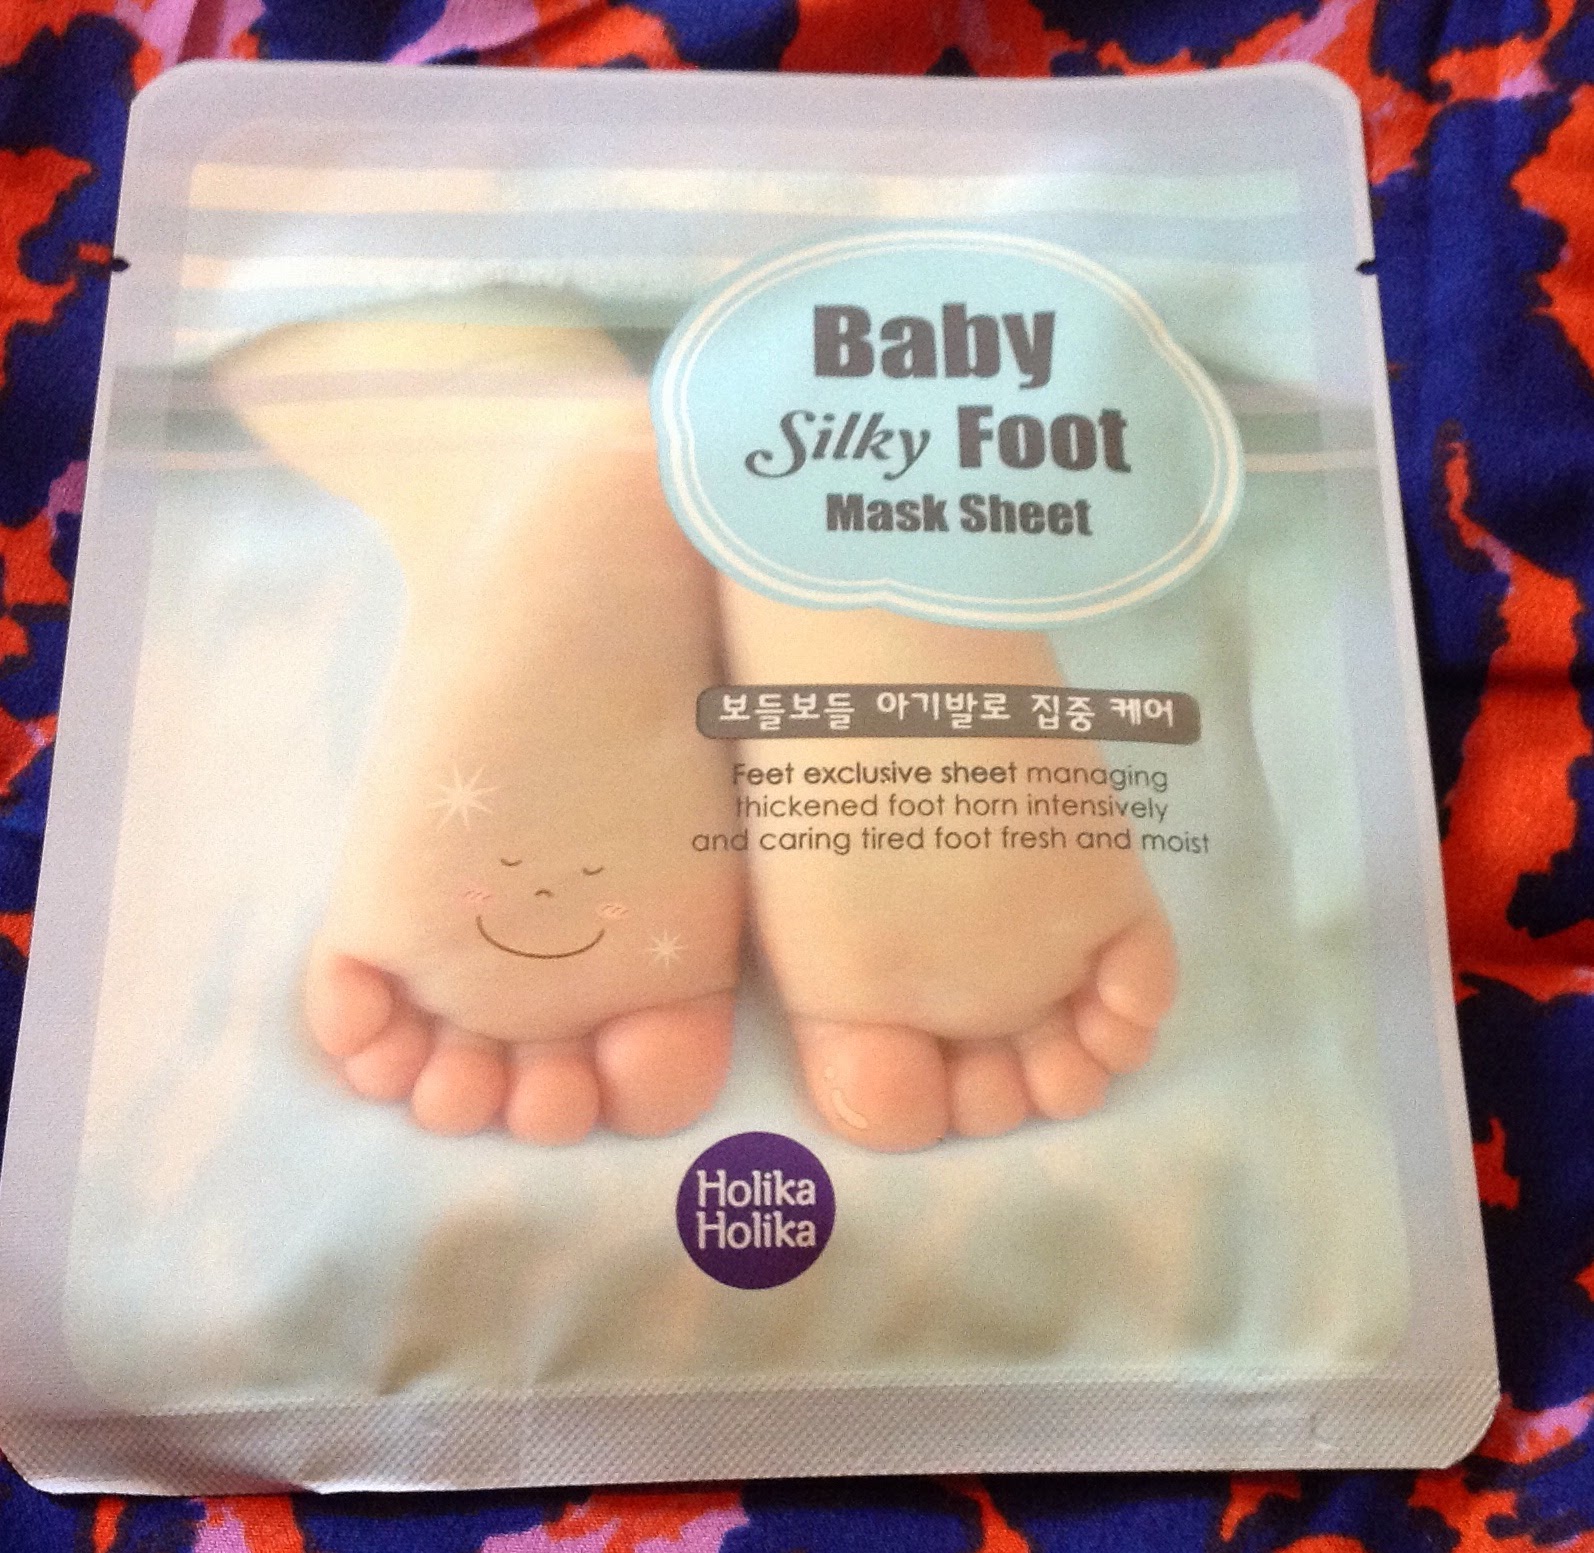 Baby
Silky Foot
Mask Sheet
보들보들 아기발로 집중 케어
Feet exclusive sheet managing
thickened foot horn intensively
and caring tired foot fresh and moist
Holika
Holika